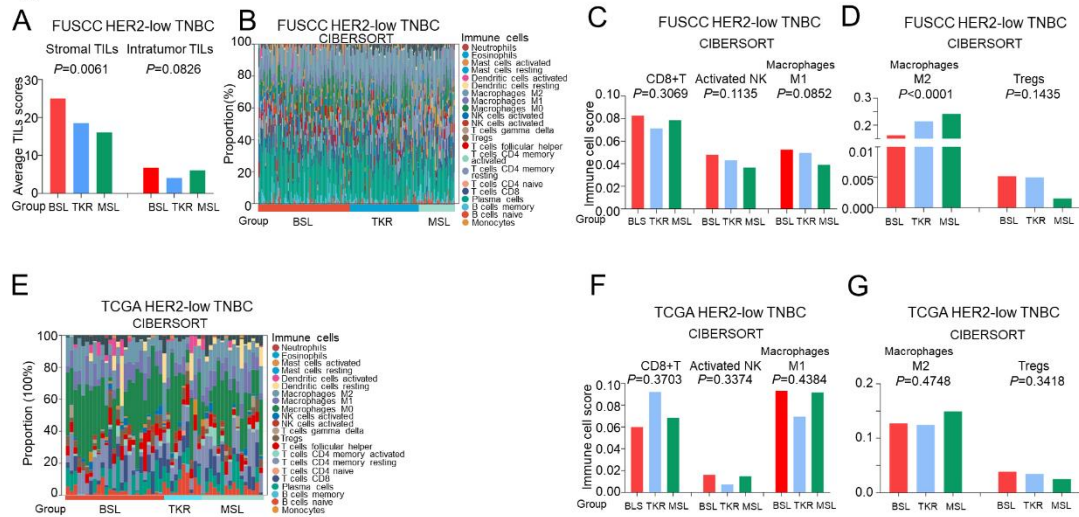 A
FUSCC HER2-low TNBC
Stromal TILs Intratumor TILs
P=0.0061 P=0.0826
Average TILs scores
30
20
10
0
BSL TKR MSL BSL TKR MSL
Group
B
FUSCC HER2-low TNBC
CIBERSORT
Proportion(%)
100
80
60
40
20
0
Group BSL TKR MSL
Immune cells
Neutrophils
Eosinophils
Mast cells activated
Mast cells resting
Dendritic cells activated
Dendritic cells resting
Macrophages M2
Macrophages M1
Macrophages M0
NK cells activated
NK cells activated
T cells gamma delta
Tregs
T cells follicular helper
T cells CD4 memory
activated
T cells CD4 memory
resting
T cells CD4 naive
T cells CD8
Plasma cells
B cells memory
B cells naive
Monocytes
C
FUSCC HER2-low TNBC
CIBERSORT
CD8+T Activated NK Macrophages
M1
P=0.3069 P=0.1135 P=0.0852
Immune cell score
0.10
0.08
0.06
0.04
0.02
0.00
Group BLS TKR MSL BSL TKR MSL BSL TKR MSL
D
FUSCC HER2-low TNBC
CIBERSORT
Macrophages
M2 Tregs
P<0.0001 P=0.1435
0.3
0.2
0.1
0.010
0.005
0.000
BSL TKR MSL BSL TKR MSL
E
TCGA HER2-low TNBC
CIBERSORT
Proportion (100%)
100
80
60
40
20
0
Group BSL TKR MSL
Immune cells
Neutrophils
Eosinophils
Mast cells activated
Mast cells resting
Dendritic cells activated
Dendritic cells resting
Macrophages M2
Macrophages M1
Macrophages M0
NK cells activated
NK cells activated
T cells gamma delta
Tregs
T cells follicular helper
T cells CD4 memory activated
T cells CD4 memory resting
T cells CD4 naive
T cells CD8
Plasma cells
B cells memory
B cells naive
Monocytes
F
TCGA HER2-low TNBC
CIBERSORT
CD8+T Activated NK Macrophages
M1
P=0.3703 P=0.3374 P=0.4384
Immune cell score
0.10
0.08
0.06
0.04
0.02
0.00
Group BLS TKR MSL BSL TKR MSL BSL TKR MSL
G
TCGA HER2-low TNBC
CIBERSORT
Macrophages
M2 Tregs
P=0.4748 P=0.3418
0.2
0.1
0.0
BSL TKR MSL BSL TKR MSL